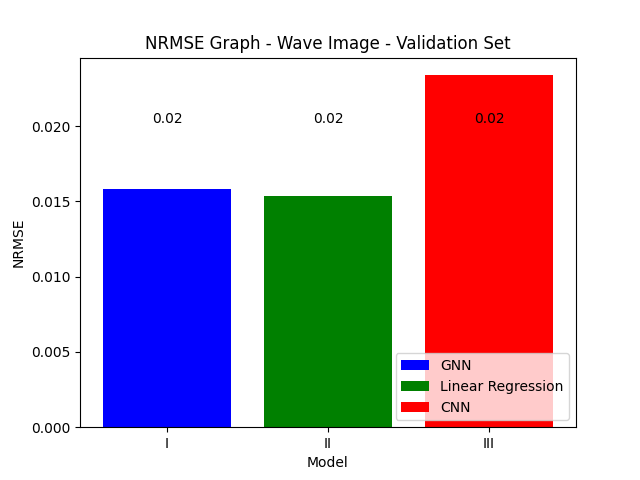 NRMSE Graph - Wave Image - Validation Set
NRMSE
0.020
0.015
0.010
0.005
0.000
0.02
0.02
0.02
GNN
Linear Regression
CNN
I
II
III
Model